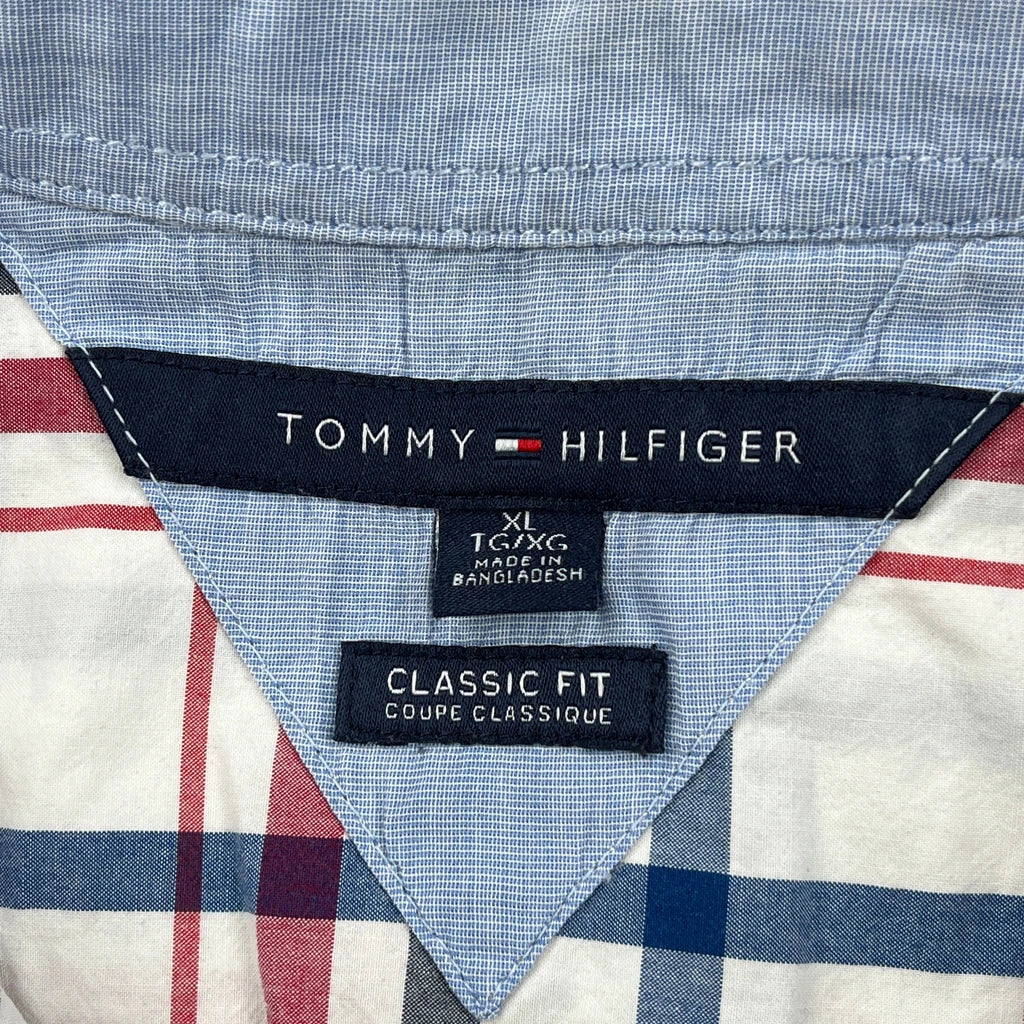 TOMMY HILFIGER
XL
TG/XG
MADE IN
BANGLADESH
CLASSIC FIT
COUPE CLASSIQUE